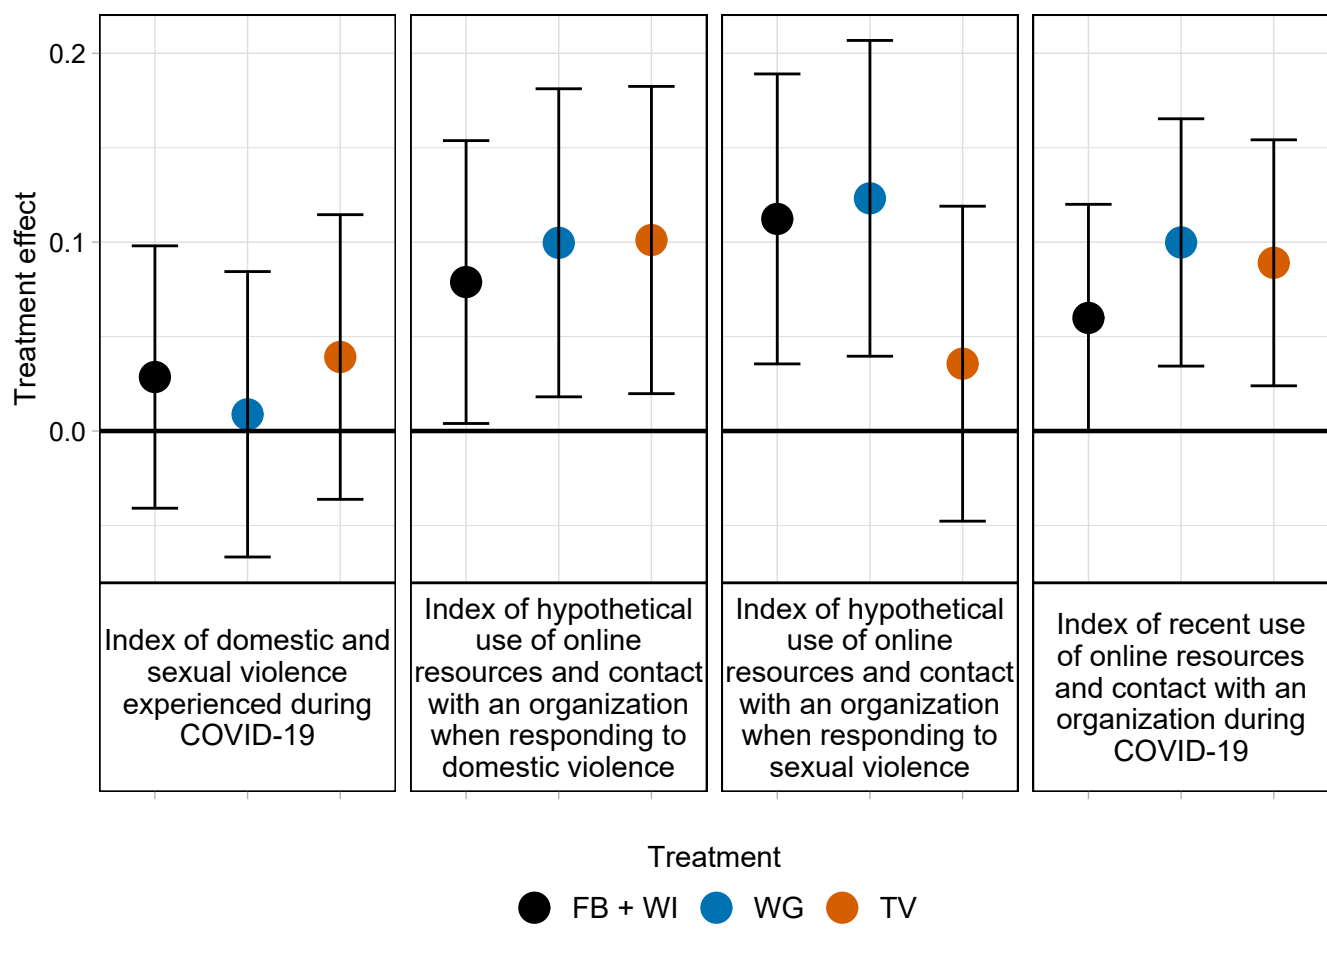 Treatment effect
0.2
0.1
0.0
Index of domestic and
sexual violence
experienced during
COVID-19
Index of hypothetical
use of online
resources and contact
with an organization
when responding to
domestic violence
Index of hypothetical
use of online
resources and contact
with an organization
when responding to
sexual violence
Index of recent use
of online resources
and contact with an
organization during
COVID-19
Treatment
FB + WI WG TV